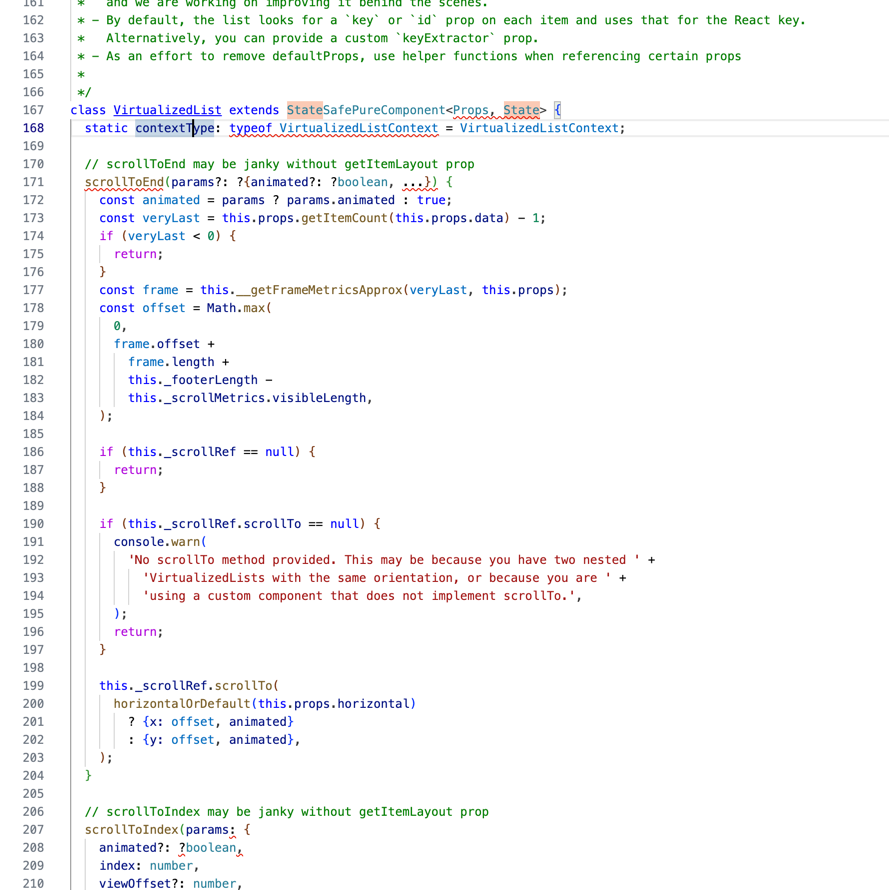 161  *   and we are working on improving it behind the scenes.
162  * - By default, the list looks for a `key` or `id` prop on each item and uses that for the React key.
163  *   Alternatively, you can provide a custom `keyExtractor` prop.
164  * - As an effort to remove defaultProps, use helper functions when referencing certain props
165  *
166  */
167 class VirtualizedList extends StateSafePureComponent<Props, State> {
168   static contextType: typeof VirtualizedListContext = VirtualizedListContext;
169
170   // scrollToEnd may be janky without getItemLayout prop
171   scrollToEnd(params?: ?{animated?: ?boolean, ...}) {
172     const animated = params ? params.animated : true;
173     const veryLast = this.props.getItemCount(this.props.data) - 1;
174     if (veryLast < 0) {
175       return;
176     }
177     const frame = this.__getFrameMetricsApprox(veryLast, this.props);
178     const offset = Math.max(
179       0,
180       frame.offset +
181         frame.length +
182         this._footerLength -
183         this._scrollMetrics.visibleLength,
184     );
185
186     if (this._scrollRef == null) {
187       return;
188     }
189
190     if (this._scrollRef.scrollTo == null) {
191       console.warn(
192         'No scrollTo method provided. This may be because you have two nested ' +
193           'VirtualizedLists with the same orientation, or because you are ' +
194           'using a custom component that does not implement scrollTo.',
195       );
196       return;
197     }
198
199     this._scrollRef.scrollTo(
200       horizontalOrDefault(this.props.horizontal)
201         ? {x: offset, animated}
202         : {y: offset, animated},
203     );
204   }
205
206   // scrollToIndex may be janky without getItemLayout prop
207   scrollToIndex(params: {
208     animated?: ?boolean,
209     index: number,
210     viewOffset?: number,